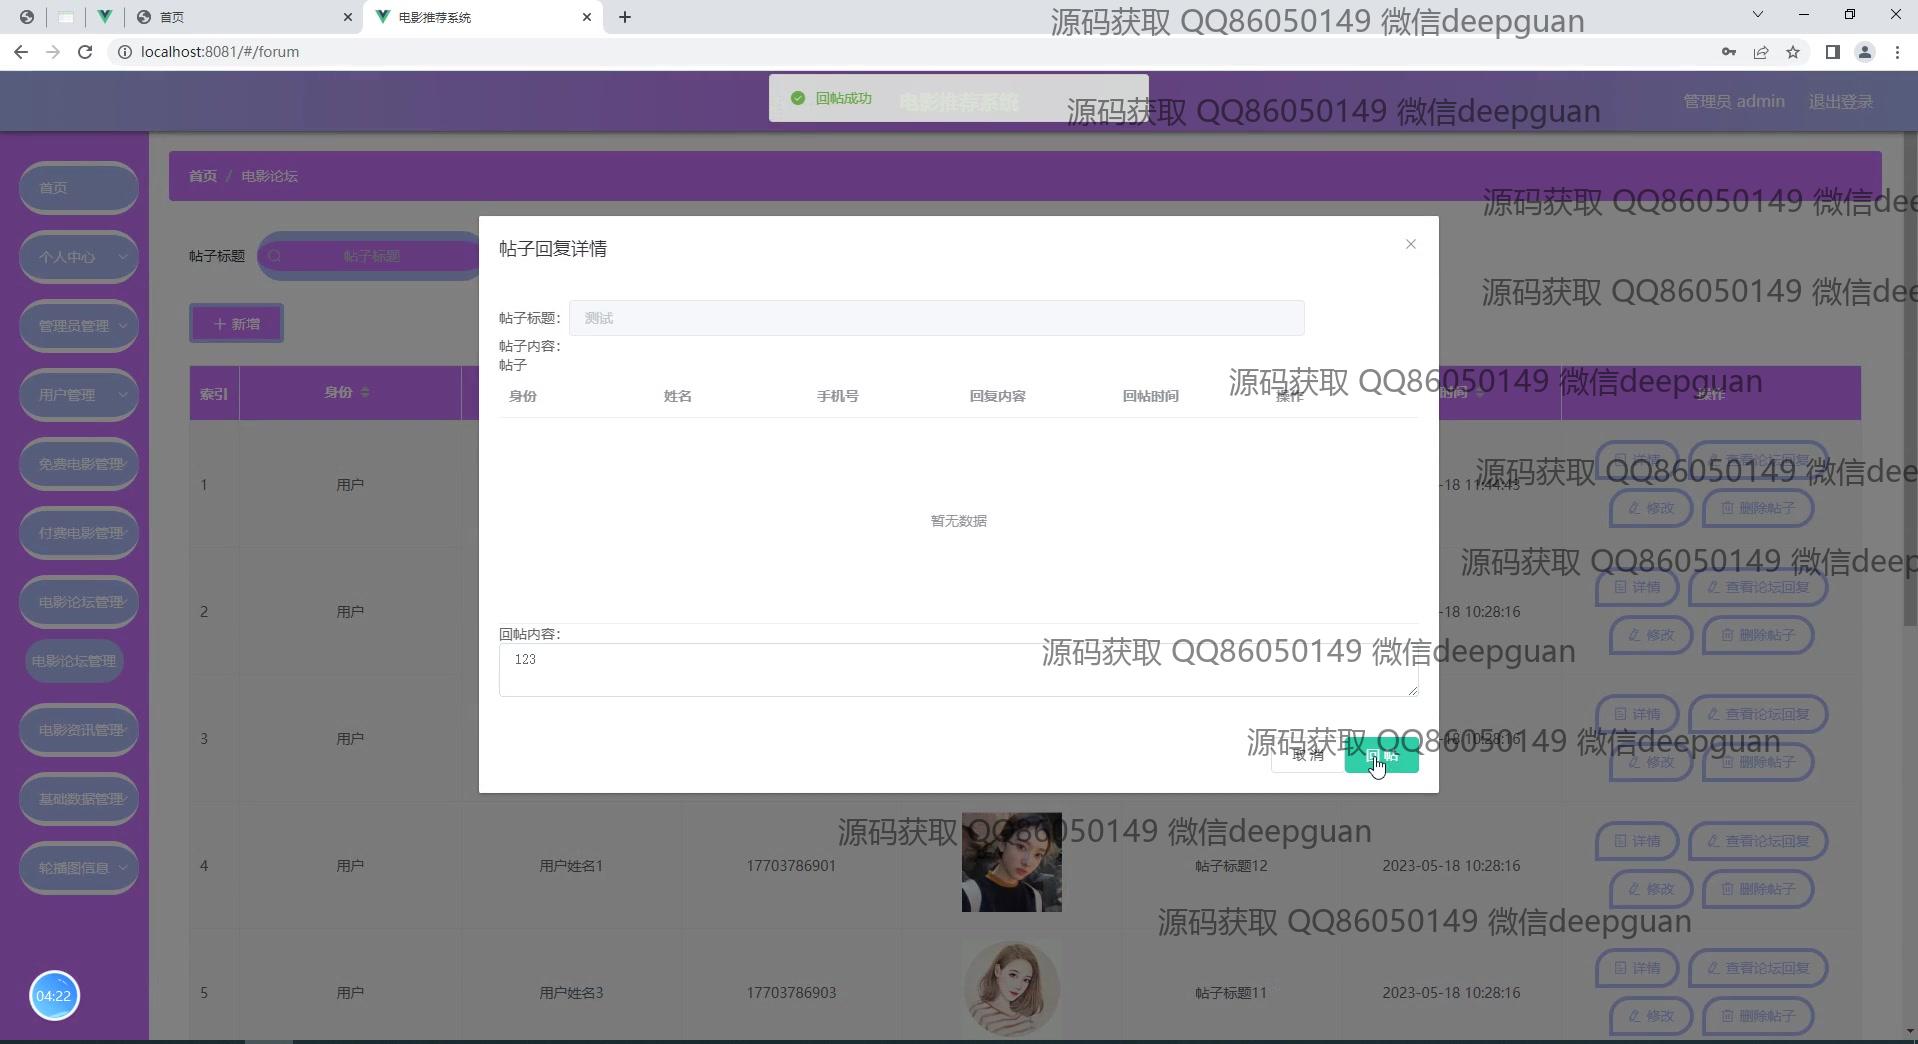 首页
电影推荐系统
源码获取 QQ86050149 微信deepguan
localhost:8081/#/forum
回帖成功
电影推荐系统
源码获取 QQ86050149 微信deepguan
管理员 admin
退出登录
首页 / 电影论坛
源码获取 QQ86050149 微信dee
首页
个人中心
管理员管理
用户管理
免费电影管理
付费电影管理
电影论坛管理
电影论坛管理
电影资讯管理
基础数据管理
轮播图信息
04:22
帖子标题
帖子标题
新增
源码获取 QQ86050149 微信dee
帖子回复详情
帖子标题：
测试
帖子内容：
帖子
身份 姓名 手机号 回复内容 回帖时间 操作
源码获取 QQ86050149 微信deepguan
暂无数据
回帖内容：
123
源码获取 QQ86050149 微信deepguan
取消
回帖
源码获取 QQ86050149 微信deepguan
索引 身份 时间 操作
1 用户 -18 11:44:43 详情 查看论坛回复
修改 删除帖子
源码获取 QQ86050149 微信dee
2 用户 -18 10:28:16 详情 查看论坛回复
修改 删除帖子
源码获取 QQ86050149 微信deep
3 用户 -18 10:28:16 详情 查看论坛回复
修改 删除帖子
源码获取 QQ86050149 微信deepguan
4 用户 用户姓名1 17703786901 帖子标题12 2023-05-18 10:28:16 详情 查看论坛回复
修改 删除帖子
源码获取 QQ86050149 微信deepguan
5 用户 用户姓名3 17703786903 帖子标题11 2023-05-18 10:28:16 详情 查看论坛回复
修改 删除帖子